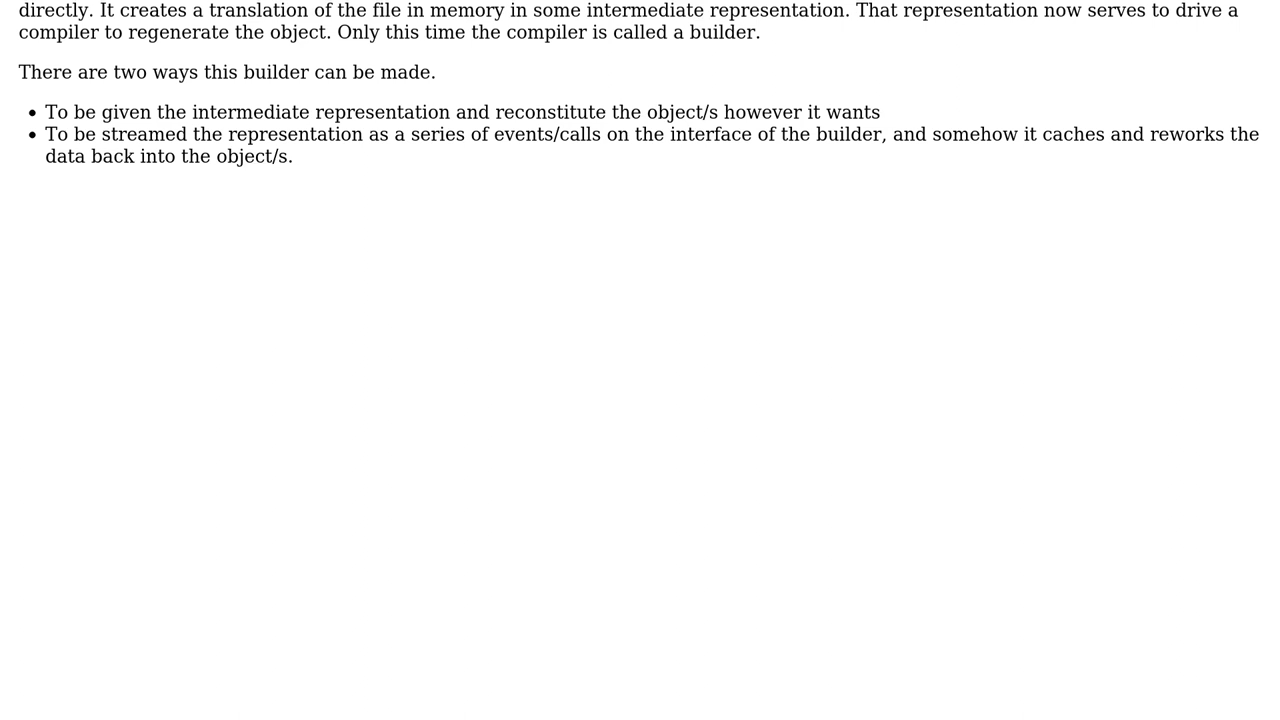 directly. It creates a translation of the file in memory in some intermediate representation. That representation now serves to drive a
compiler to regenerate the object. Only this time the compiler is called a builder.
There are two ways this builder can be made.
• To be given the intermediate representation and reconstitute the object/s however it wants
• To be streamed the representation as a series of events/calls on the interface of the builder, and somehow it caches and reworks the
data back into the object/s.